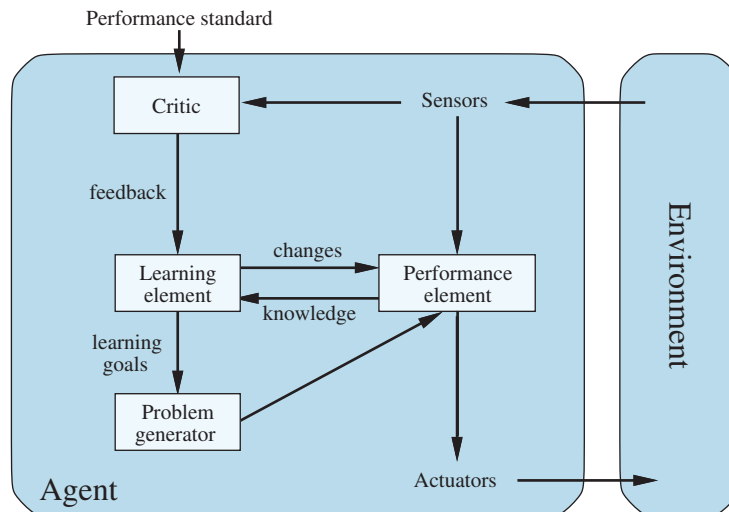 Performance standard
Critic
Sensors
feedback
changes
Learning
element
Performance
element
knowledge
learning
goals
Problem
generator
Actuators
Agent
Environment